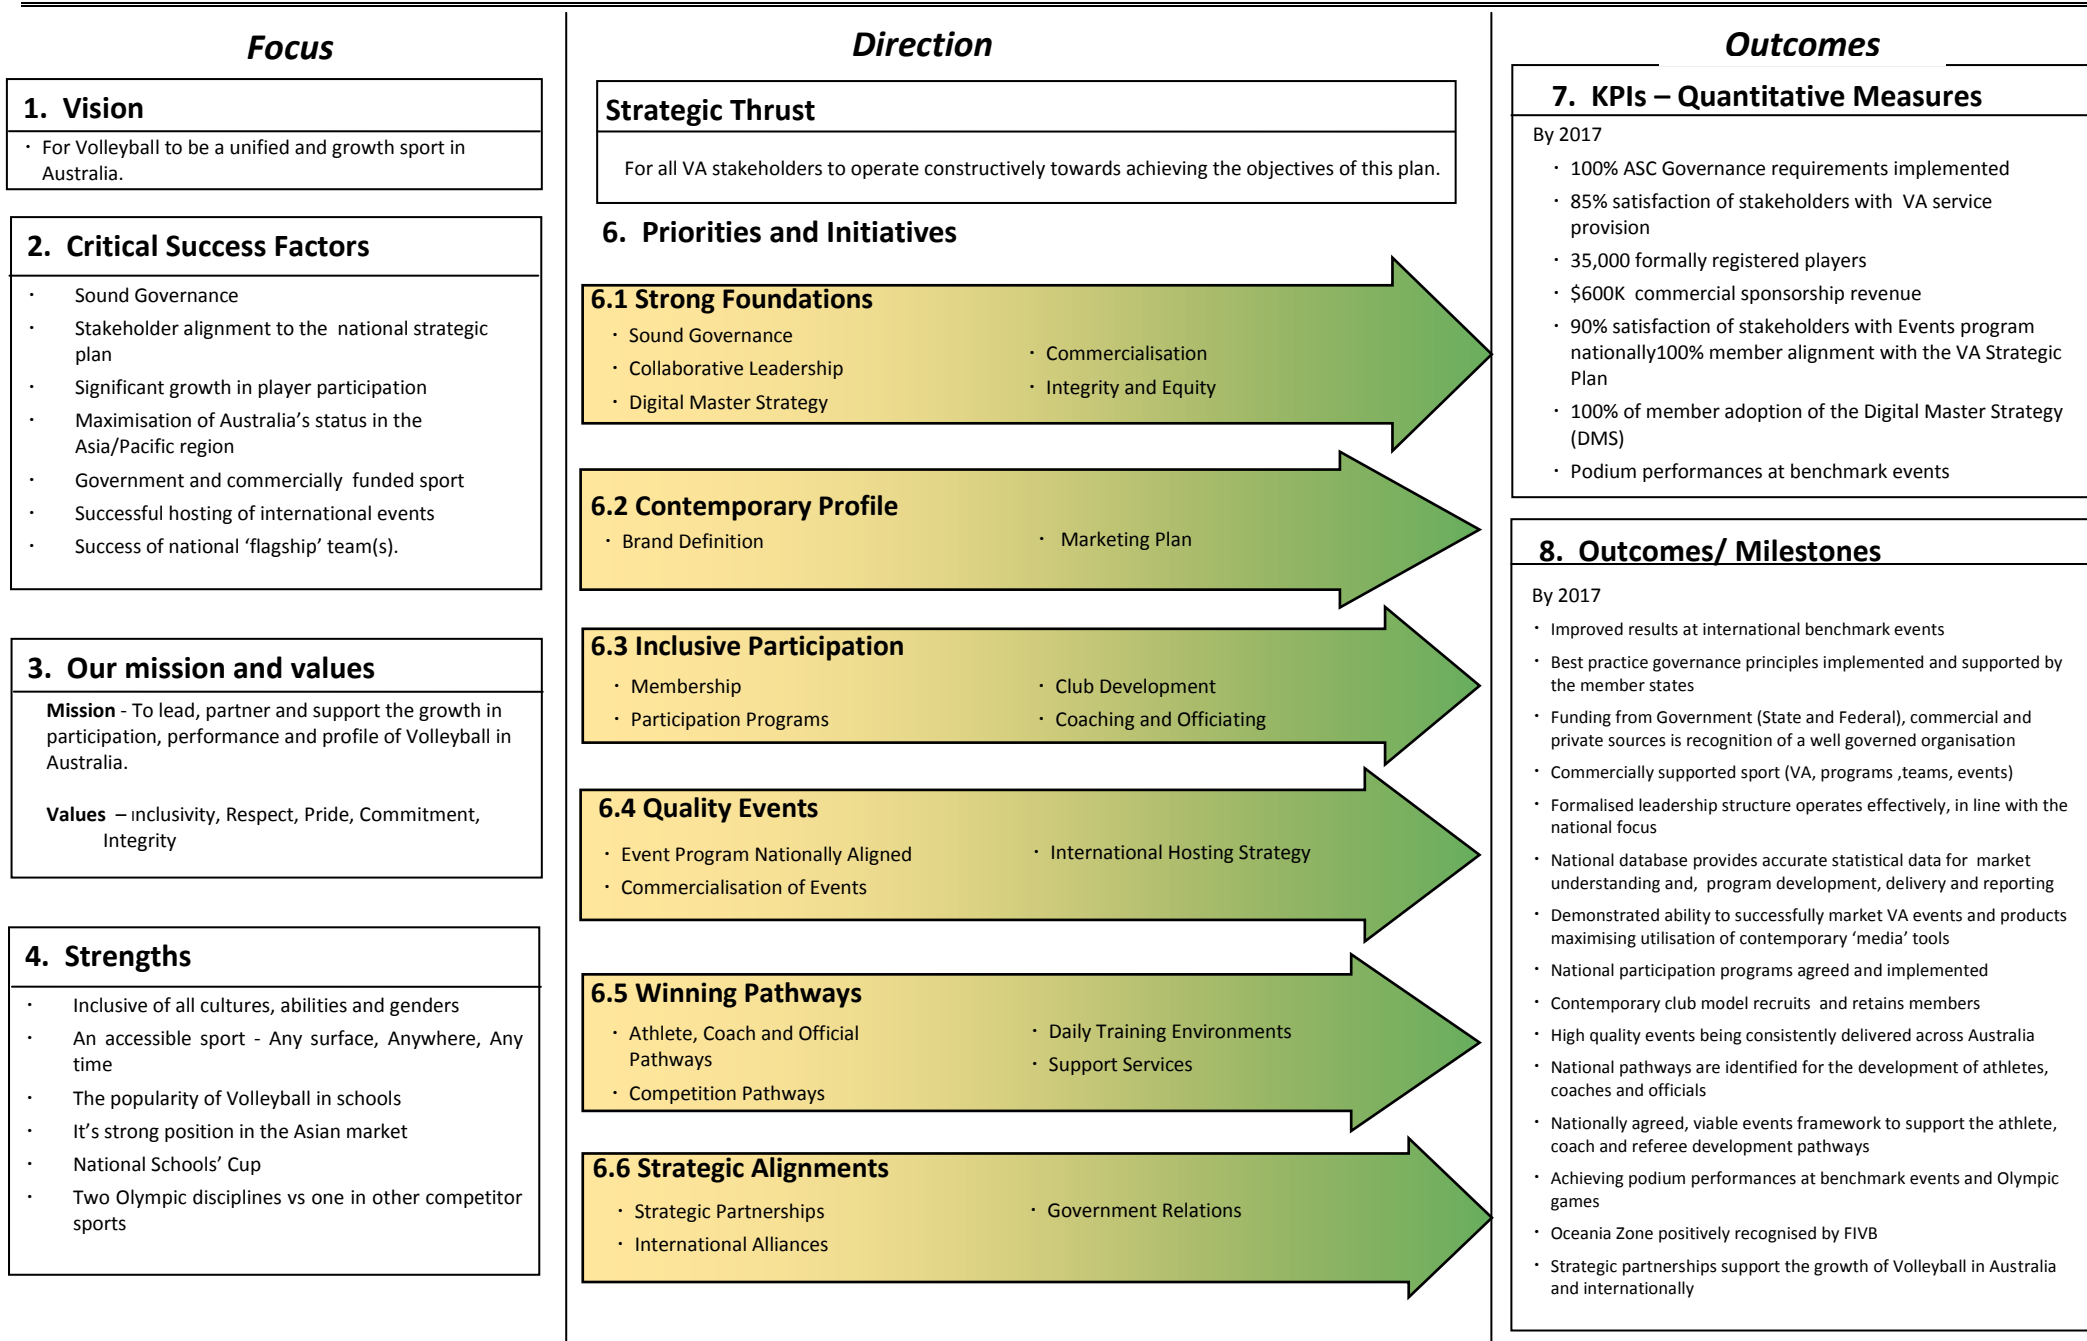 Focus
1. Vision
· For Volleyball to be a unified and growth sport in
Australia.
2. Critical Success Factors
· Sound Governance
· Stakeholder alignment to the national strategic
plan
· Significant growth in player participation
· Maximisation of Australia’s status in the
Asia/Pacific region
· Government and commercially funded sport
· Successful hosting of international events
· Success of national ‘flagship’ team(s).
3. Our mission and values
Mission - To lead, partner and support the growth in
participation, performance and profile of Volleyball in
Australia.
Values – Inclusivity, Respect, Pride, Commitment,
Integrity
4. Strengths
· Inclusive of all cultures, abilities and genders
· An accessible sport - Any surface, Anywhere, Any
time
· The popularity of Volleyball in schools
· It’s strong position in the Asian market
· National Schools’ Cup
· Two Olympic disciplines vs one in other competitor
sports
Direction
Strategic Thrust
For all VA stakeholders to operate constructively towards achieving the objectives of this plan.
6. Priorities and Initiatives
6.1 Strong Foundations
· Sound Governance
· Collaborative Leadership
· Digital Master Strategy
· Commercialisation
· Integrity and Equity
6.2 Contemporary Profile
· Brand Definition
· Marketing Plan
6.3 Inclusive Participation
· Membership
· Participation Programs
· Club Development
· Coaching and Officiating
6.4 Quality Events
· Event Program Nationally Aligned
· Commercialisation of Events
· International Hosting Strategy
6.5 Winning Pathways
· Athlete, Coach and Official
Pathways
· Competition Pathways
· Daily Training Environments
· Support Services
6.6 Strategic Alignments
· Strategic Partnerships
· International Alliances
· Government Relations
Outcomes
7. KPIs – Quantitative Measures
By 2017
· 100% ASC Governance requirements implemented
· 85% satisfaction of stakeholders with VA service
provision
· 35,000 formally registered players
· $600K commercial sponsorship revenue
· 90% satisfaction of stakeholders with Events program
nationally100% member alignment with the VA Strategic
Plan
· 100% of member adoption of the Digital Master Strategy
(DMS)
· Podium performances at benchmark events
8. Outcomes/ Milestones
By 2017
· Improved results at international benchmark events
· Best practice governance principles implemented and supported by
the member states
· Funding from Government (State and Federal), commercial and
private sources is recognition of a well governed organisation
· Commercially supported sport (VA, programs ,teams, events)
· Formalised leadership structure operates effectively, in line with the
national focus
· National database provides accurate statistical data for market
understanding and, program development, delivery and reporting
· Demonstrated ability to successfully market VA events and products
maximising utilisation of contemporary ‘media’ tools
· National participation programs agreed and implemented
· Contemporary club model recruits and retains members
· High quality events being consistently delivered across Australia
· National pathways are identified for the development of athletes,
coaches and officials
· Nationally agreed, viable events framework to support the athlete,
coach and referee development pathways
· Achieving podium performances at benchmark events and Olympic
games
· Oceania Zone positively recognised by FIVB
· Strategic partnerships support the growth of Volleyball in Australia
and internationally